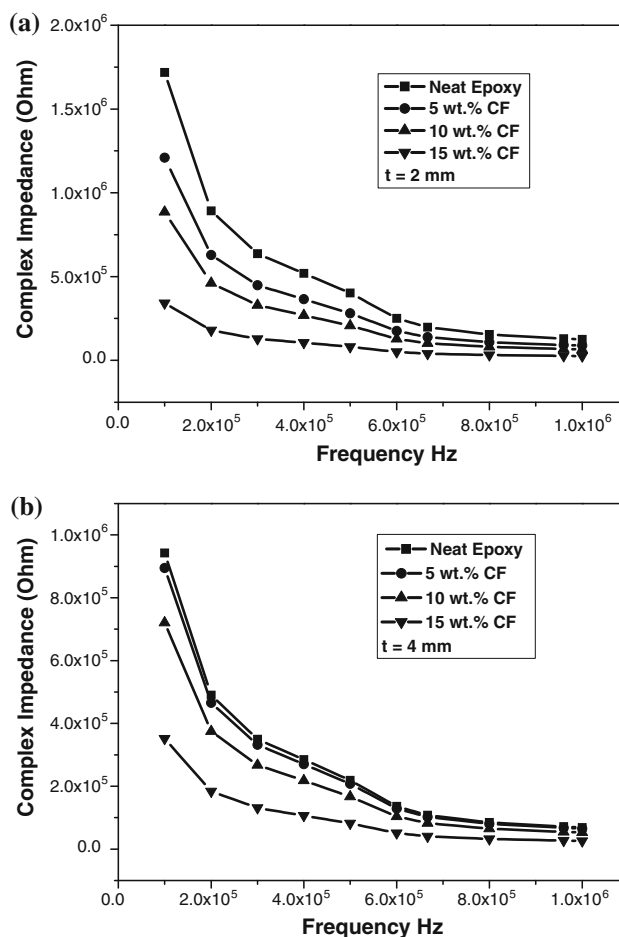 (a)
2.0x10⁶
1.5x10⁶
1.0x10⁶
5.0x10⁵
0.0
Complex Impedance (Ohm)
Neat Epoxy
5 wt.% CF
10 wt.% CF
15 wt.% CF
t = 2 mm
0.0
2.0x10⁵
4.0x10⁵
6.0x10⁵
8.0x10⁵
1.0x10⁶
Frequency Hz
(b)
1.0x10⁶
8.0x10⁵
6.0x10⁵
4.0x10⁵
2.0x10⁵
0.0
Complex Impedance (Ohm)
Neat Epoxy
5 wt.% CF
10 wt.% CF
15 wt.% CF
t = 4 mm
0.0
2.0x10⁵
4.0x10⁵
6.0x10⁵
8.0x10⁵
1.0x10⁶
Frequency Hz